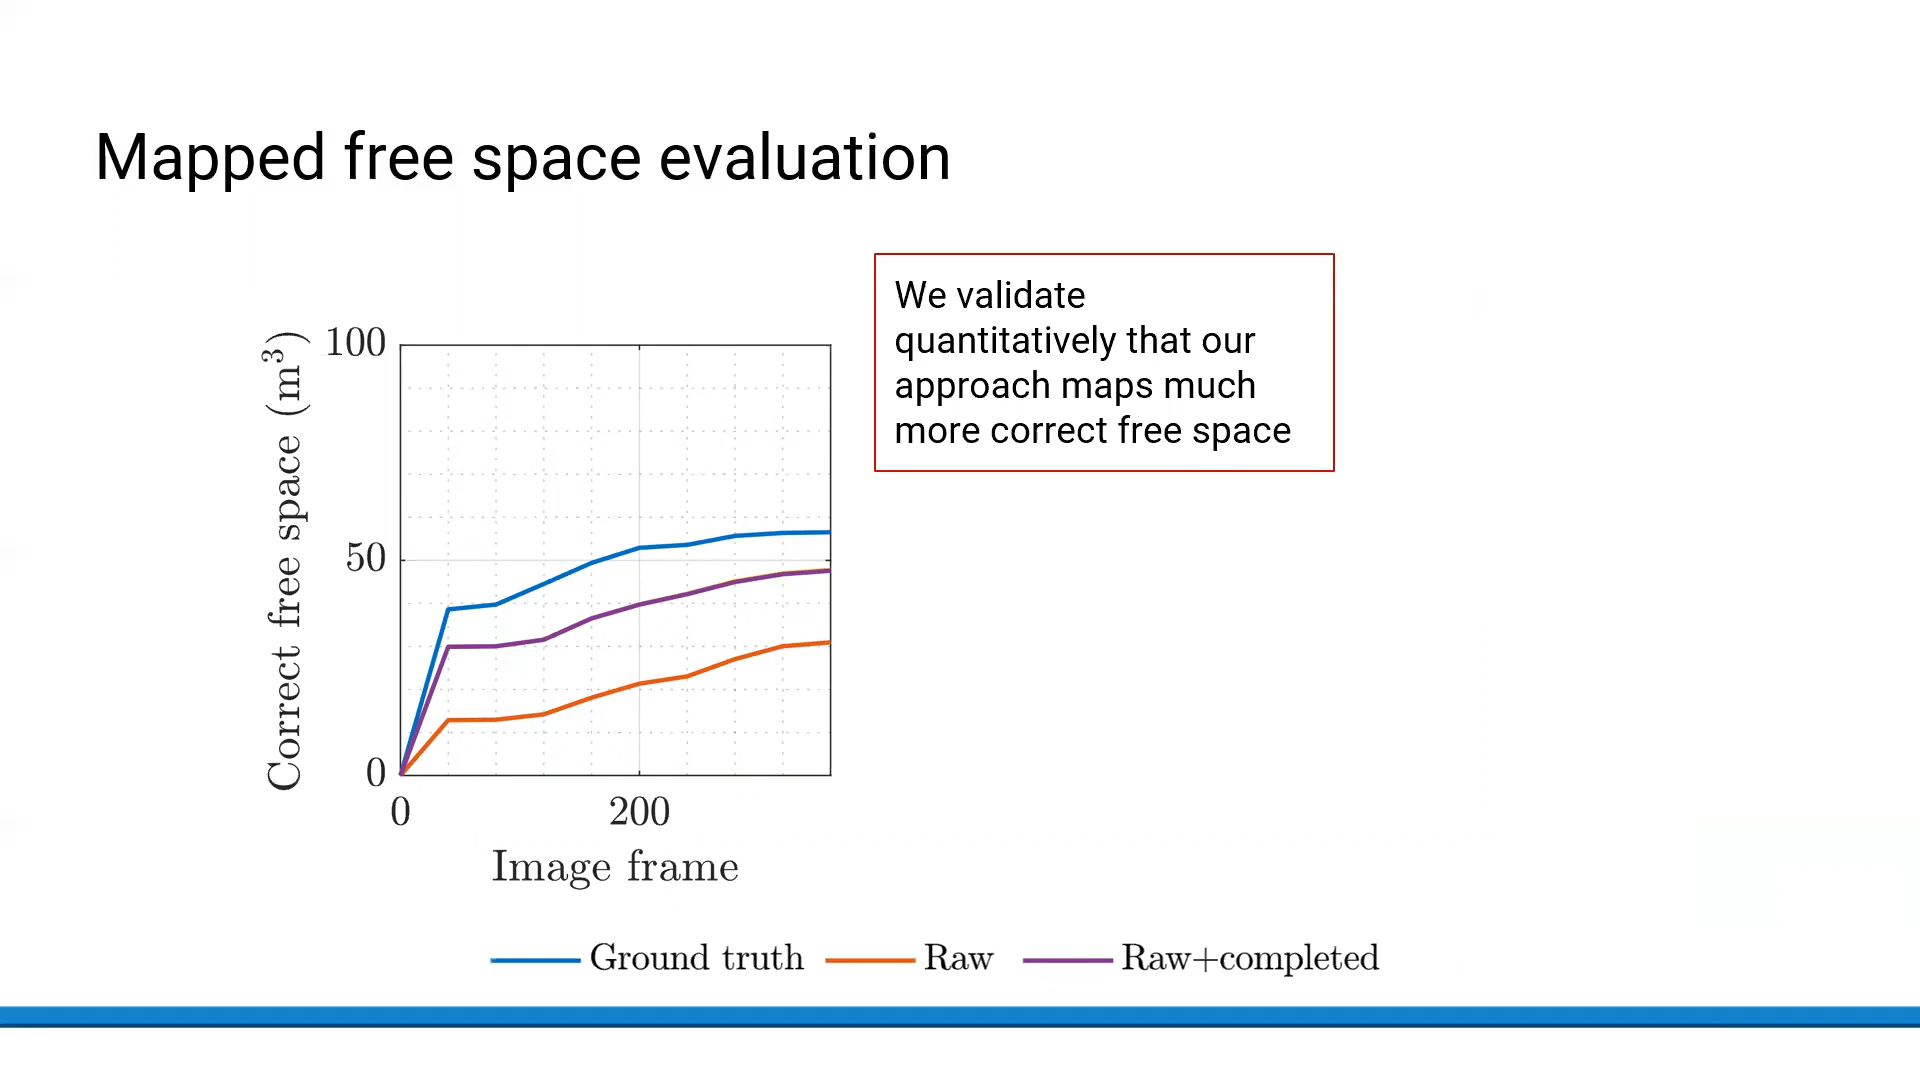 Mapped free space evaluation
We validate
quantitatively that our
approach maps much
more correct free space
Correct free space (m³)
100
50
0
0 200
Image frame
Ground truth Raw Raw+completed